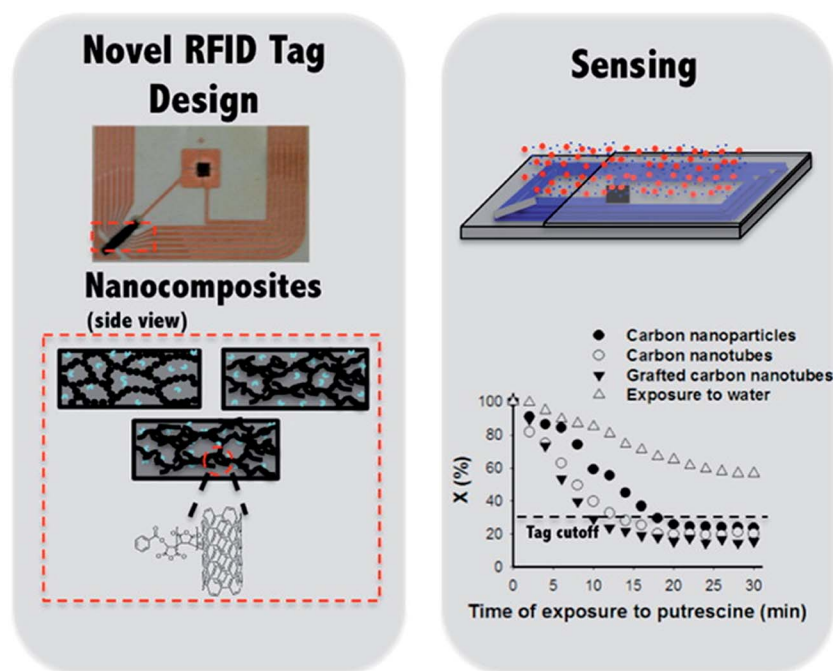 Novel RFID Tag
Design
Nanocomposites
(side view)
Sensing
Carbon nanoparticles
Carbon nanotubes
Grafted carbon nanotubes
Exposure to water
100
80
60
40
20
0
X (%)
Tag cutoff
0 5 10 15 20 25 30
Time of exposure to putrescine (min)